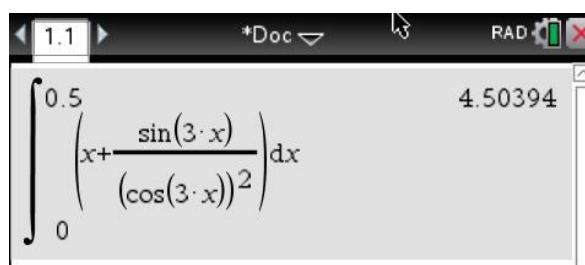 1.1 *Doc RAD
∫₀^0.5 (x+sin(3·x)/(cos(3·x))²)dx 4.50394